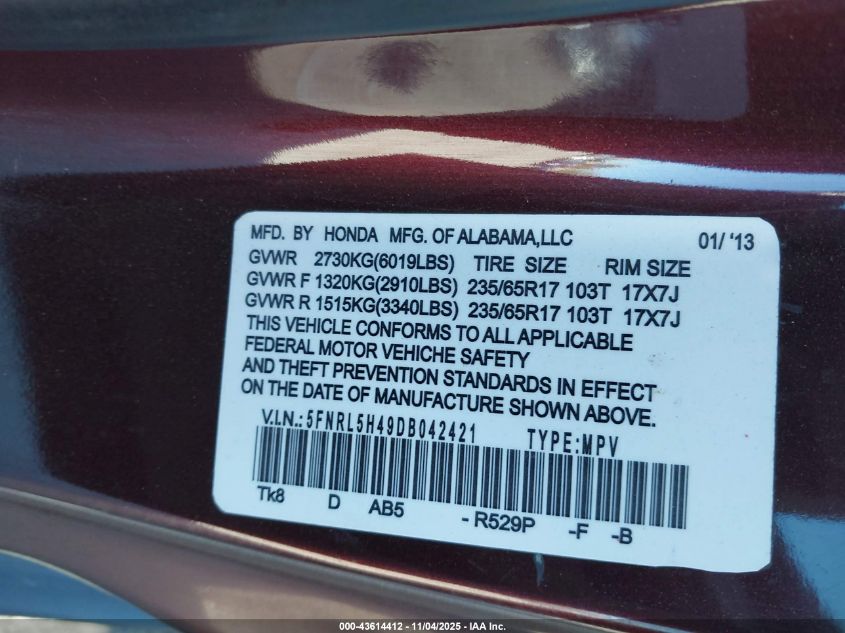 MFD. BY HONDA MFG. OF ALABAMA,LLC 01/ '13
GVWR 2730KG(6019LBS) TIRE SIZE RIM SIZE
GVWR F 1320KG(2910LBS) 235/65R17 103T 17X7J
GVWR R 1515KG(3340LBS) 235/65R17 103T 17X7J
THIS VEHICLE CONFORMS TO ALL APPLICABLE
FEDERAL MOTOR VEHICHE SAFETY
AND THEFT PREVENTION STANDARDS IN EFFECT
ON THE DATE OF MANUFACTURE SHOWN ABOVE.
V.I.N.: 5FNRL5H49DB042421 TYPE:MPV
Tk8 D AB5 - R529P -F -B
000-43614412 - 11/04/2025 - IAA Inc.